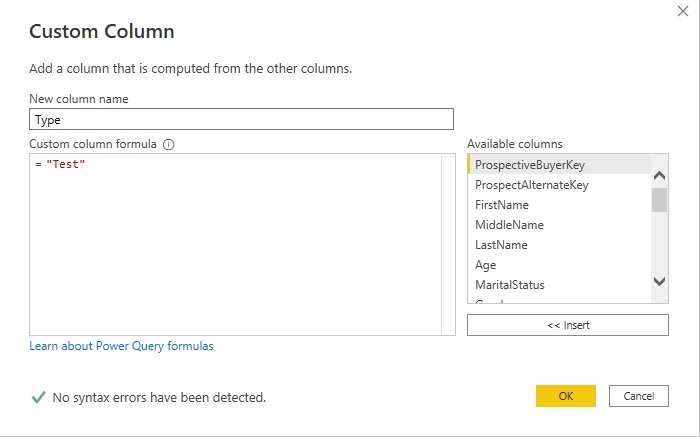 Custom Column
Add a column that is computed from the other columns.
New column name
Type
Custom column formula
= "Test"
Available columns
ProspectiveBuyerKey
ProspectAlternateKey
FirstName
MiddleName
LastName
Age
MaritalStatus
<< Insert
Learn about Power Query formulas
No syntax errors have been detected.
OK
Cancel